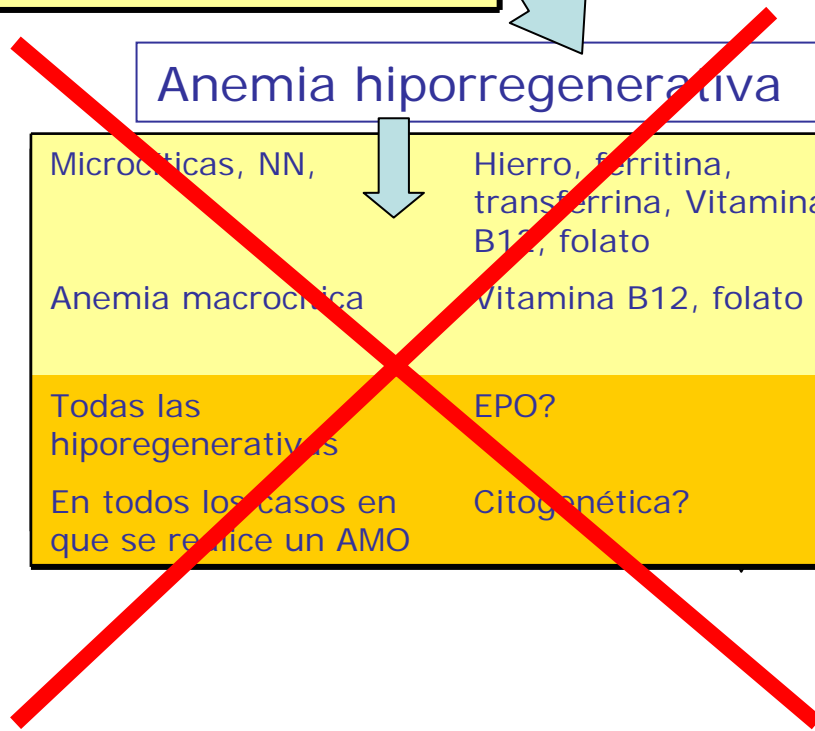 Anemia hiporregenerativa
Microcíticas, NN,
Hierro, ferritina,
transferrina, Vitamina
B12, folato
Anemia macrocítica
Vitamina B12, folato
Todas las
hiporegenerativas
EPO?
En todos los casos en
que se realice un AMO
Citogenética?